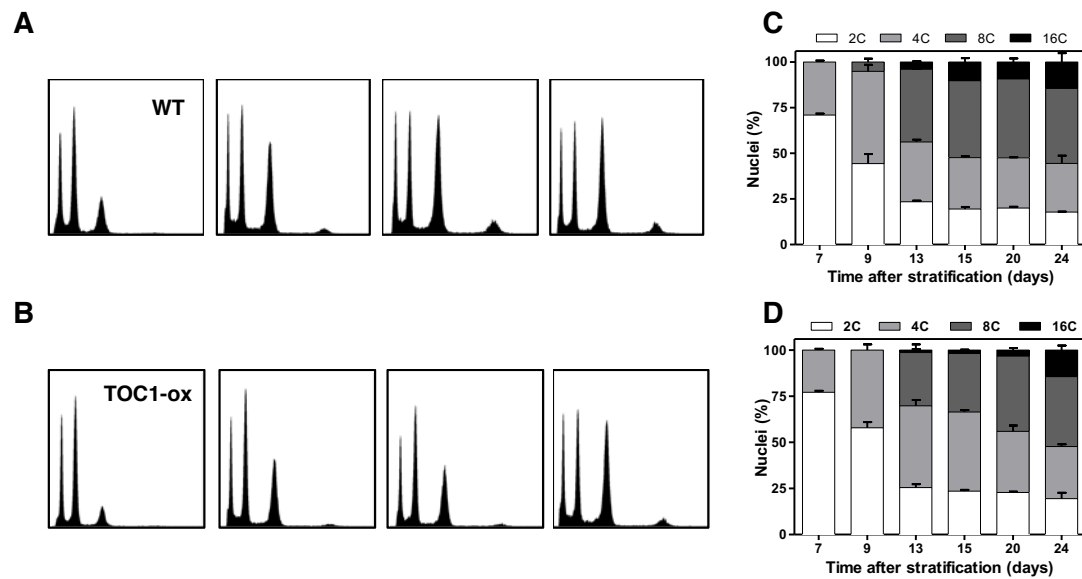 A
WT
B
TOC1-ox
C
2C 4C 8C 16C
100
75
50
25
0
Nuclei (%)
7 9 13 15 20 24
Time after stratification (days)
D
2C 4C 8C 16C
100
75
50
25
0
Nuclei (%)
7 9 13 15 20 24
Time after stratification (days)